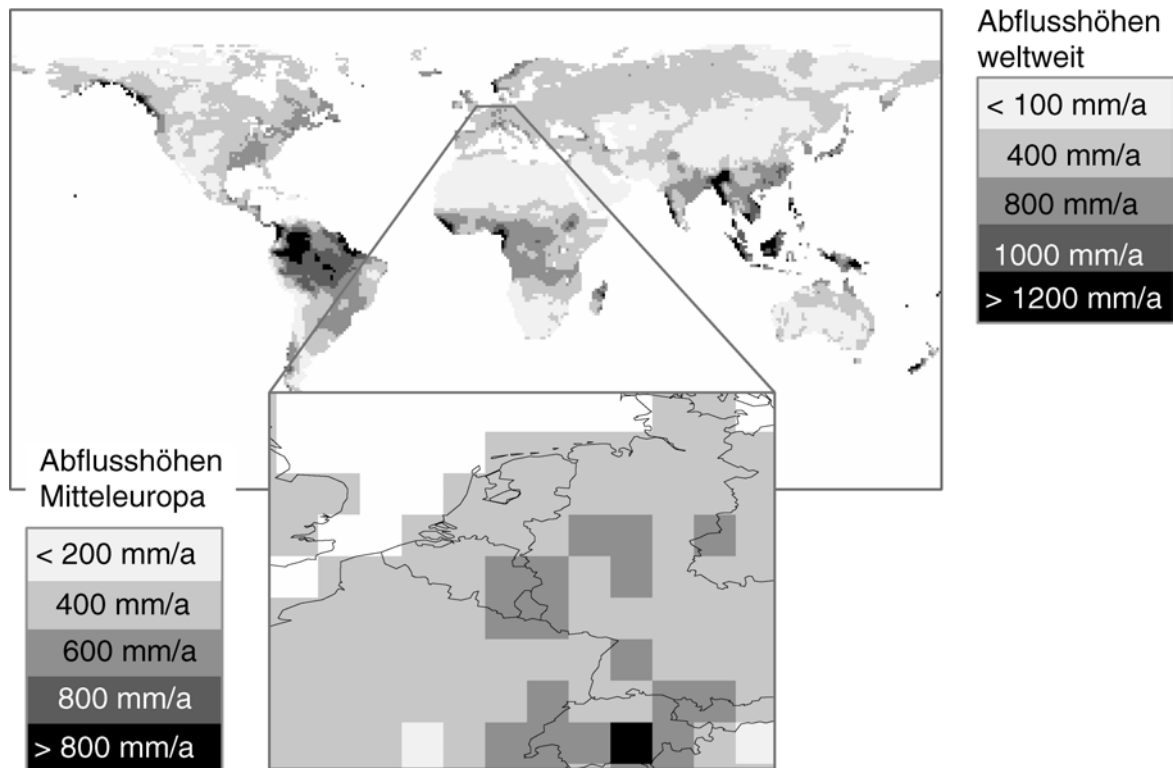 Abflusshöhen
weltweit
< 100 mm/a
400 mm/a
800 mm/a
1000 mm/a
> 1200 mm/a
Abflusshöhen
Mitteleuropa
< 200 mm/a
400 mm/a
600 mm/a
800 mm/a
> 800 mm/a